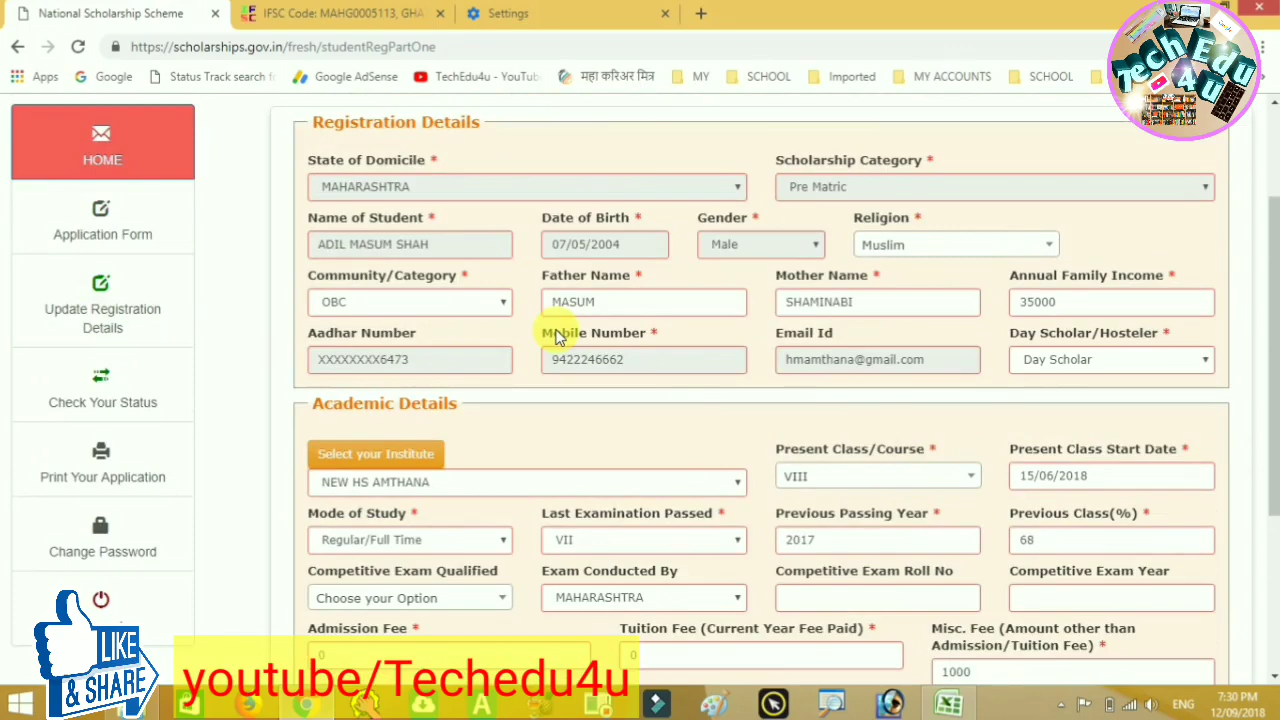 National Scholarship Scheme
IFSC Code: MAHG0005113, GHA
Settings
https://scholarships.gov.in/fresh/studentRegPartOne
Apps
Google
Status Track search f
Google AdSense
TechEdu4u - YouTub
महा करिअर मित्र
MY
SCHOOL
Imported
MY ACCOUNTS
SCHOOL
TechEdu
4u
HOME
Application Form
Update Registration
Details
Check Your Status
Print Your Application
Change Password
Registration Details
State of Domicile *
Scholarship Category *
MAHARASHTRA
Pre Matric
Name of Student *
Date of Birth *
Gender *
Religion *
ADIL MASUM SHAH
07/05/2004
Male
Muslim
Community/Category *
Father Name *
Mother Name *
Annual Family Income *
OBC
MASUM
SHAMINABI
35000
Aadhar Number
Mobile Number *
Email Id
Day Scholar/Hosteler *
XXXXXXXX6473
9422246662
hmamthana@gmail.com
Day Scholar
Academic Details
Select your Institute
Present Class/Course *
Present Class Start Date *
NEW HS AMTHANA
VIII
15/06/2018
Mode of Study *
Last Examination Passed *
Previous Passing Year *
Previous Class(%) *
Regular/Full Time
VII
2017
68
Competitive Exam Qualified
Exam Conducted By
Competitive Exam Roll No
Competitive Exam Year
Choose your Option
MAHARASHTRA
Admission Fee *
Tuition Fee (Current Year Fee Paid) *
Misc. Fee (Amount other than
Admission/Tuition Fee) *
0
0
1000
LIKE
& SHARE
youtube/Techedu4u
ENG
7:30 PM
12/09/2018